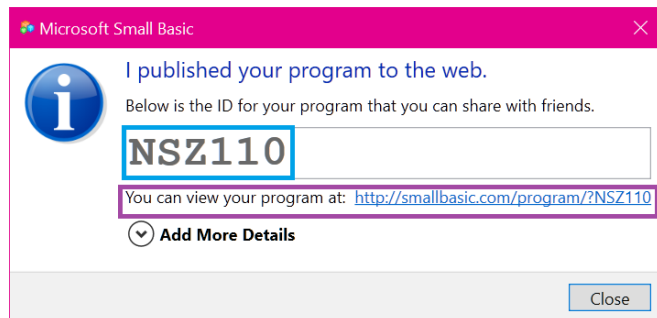 Microsoft Small Basic
I published your program to the web.
Below is the ID for your program that you can share with friends.
NSZ110
You can view your program at: http://smallbasic.com/program/?NSZ110
Add More Details
Close